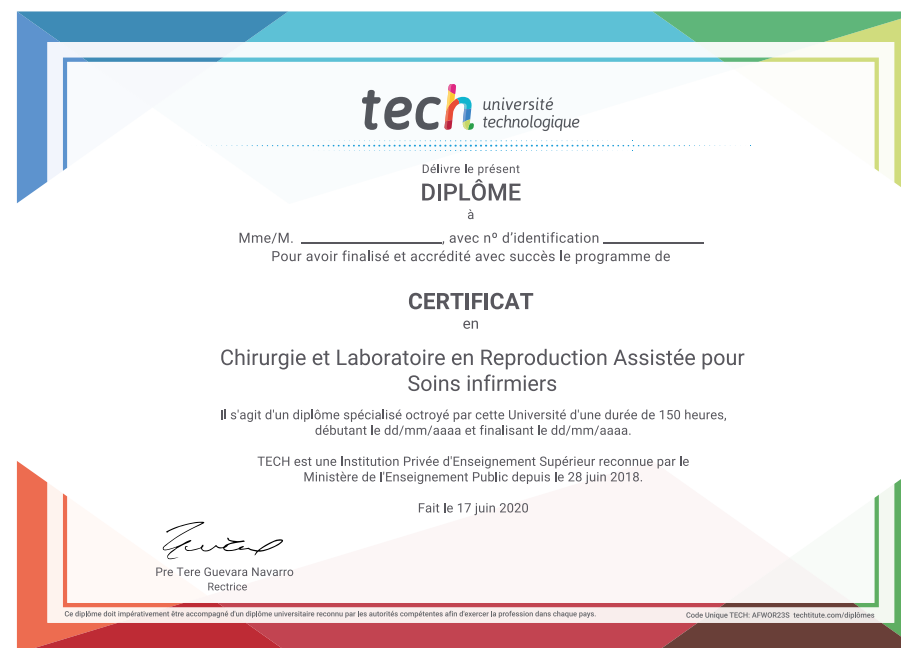 tech université
technologique
Délivre le présent
DIPLÔME
à
Mme/M. ____________________, avec nº d'identification ______________
Pour avoir finalisé et accrédité avec succès le programme de
CERTIFICAT
en
Chirurgie et Laboratoire en Reproduction Assistée pour
Soins infirmiers
Il s'agit d'un diplôme spécialisé octroyé par cette Université d'une durée de 150 heures,
débutant le dd/mm/aaaa et finalisant le dd/mm/aaaa.
TECH est une Institution Privée d'Enseignement Supérieur reconnue par le
Ministère de l'Enseignement Public depuis le 28 juin 2018.
Fait le 17 juin 2020
Pre Tere Guevara Navarro
Rectrice
Ce diplôme doit impérativement être accompagné d'un diplôme universitaire reconnu par les autorités compétentes afin d'exercer la profession dans chaque pays.
Code Unique TECH: AFWOR23S techtitute.com/diplômes